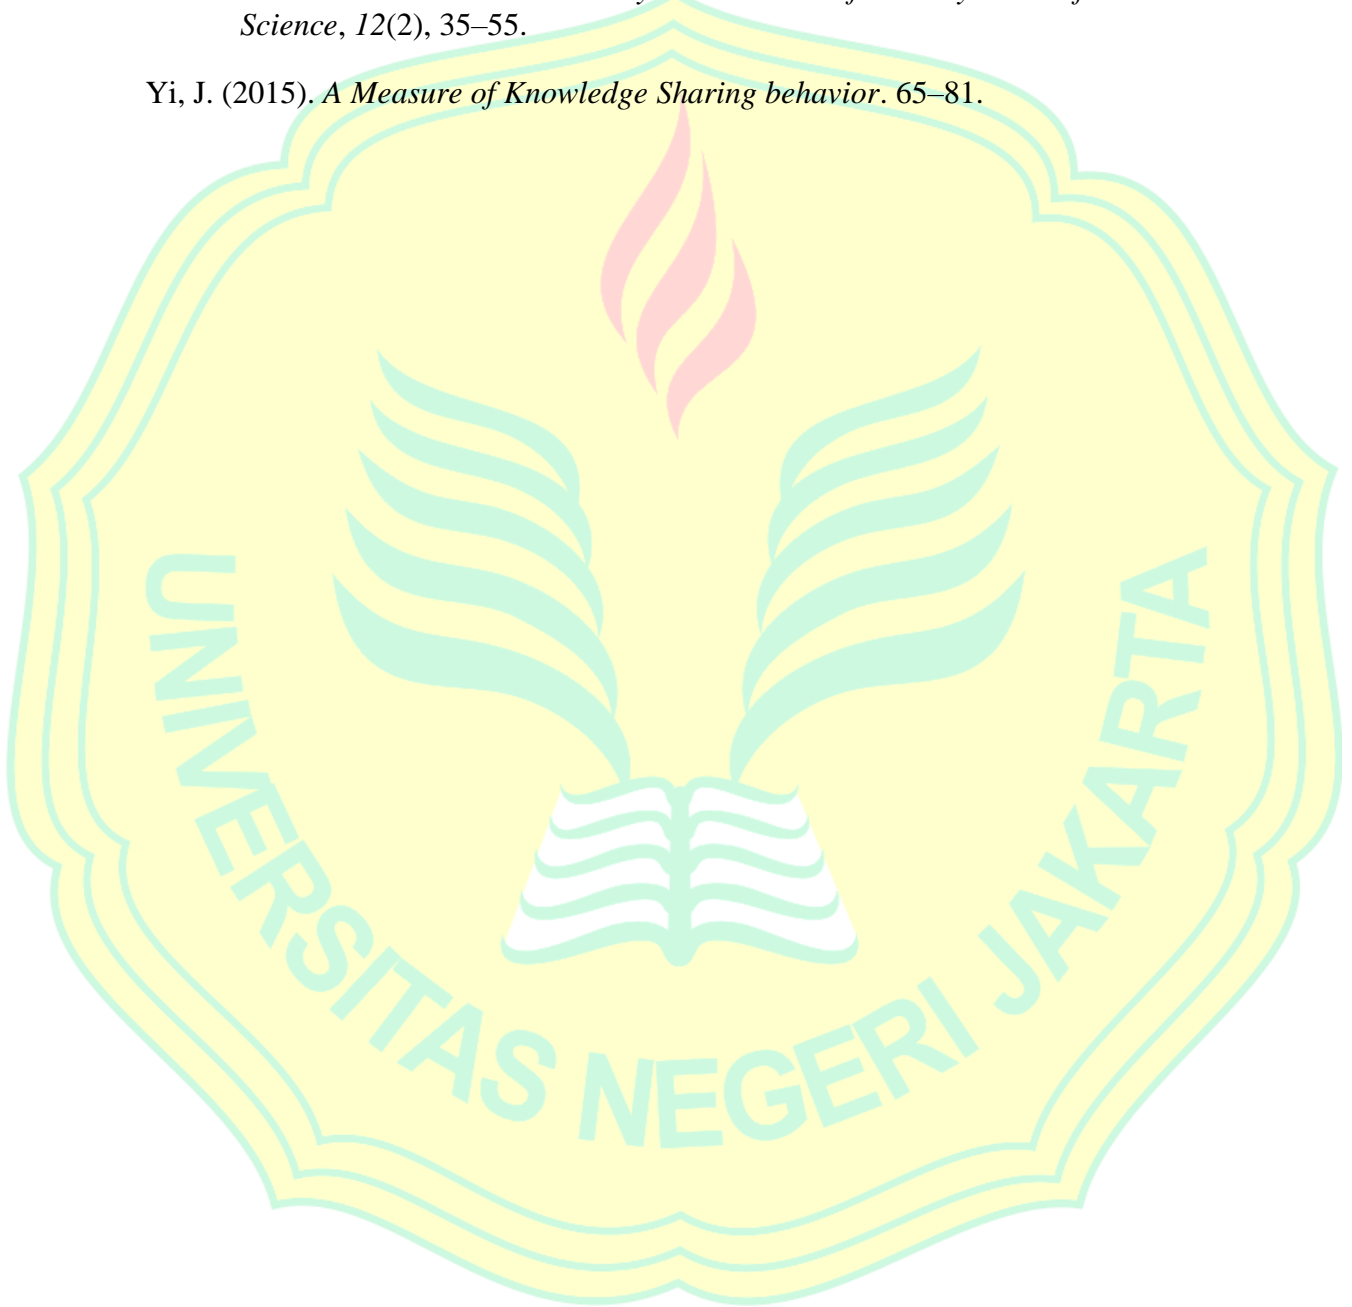 Science, 12(2), 35–55.
Yi, J. (2015). A Measure of Knowledge Sharing behavior. 65–81.
UNIVERSITAS NEGERI JAKARTA